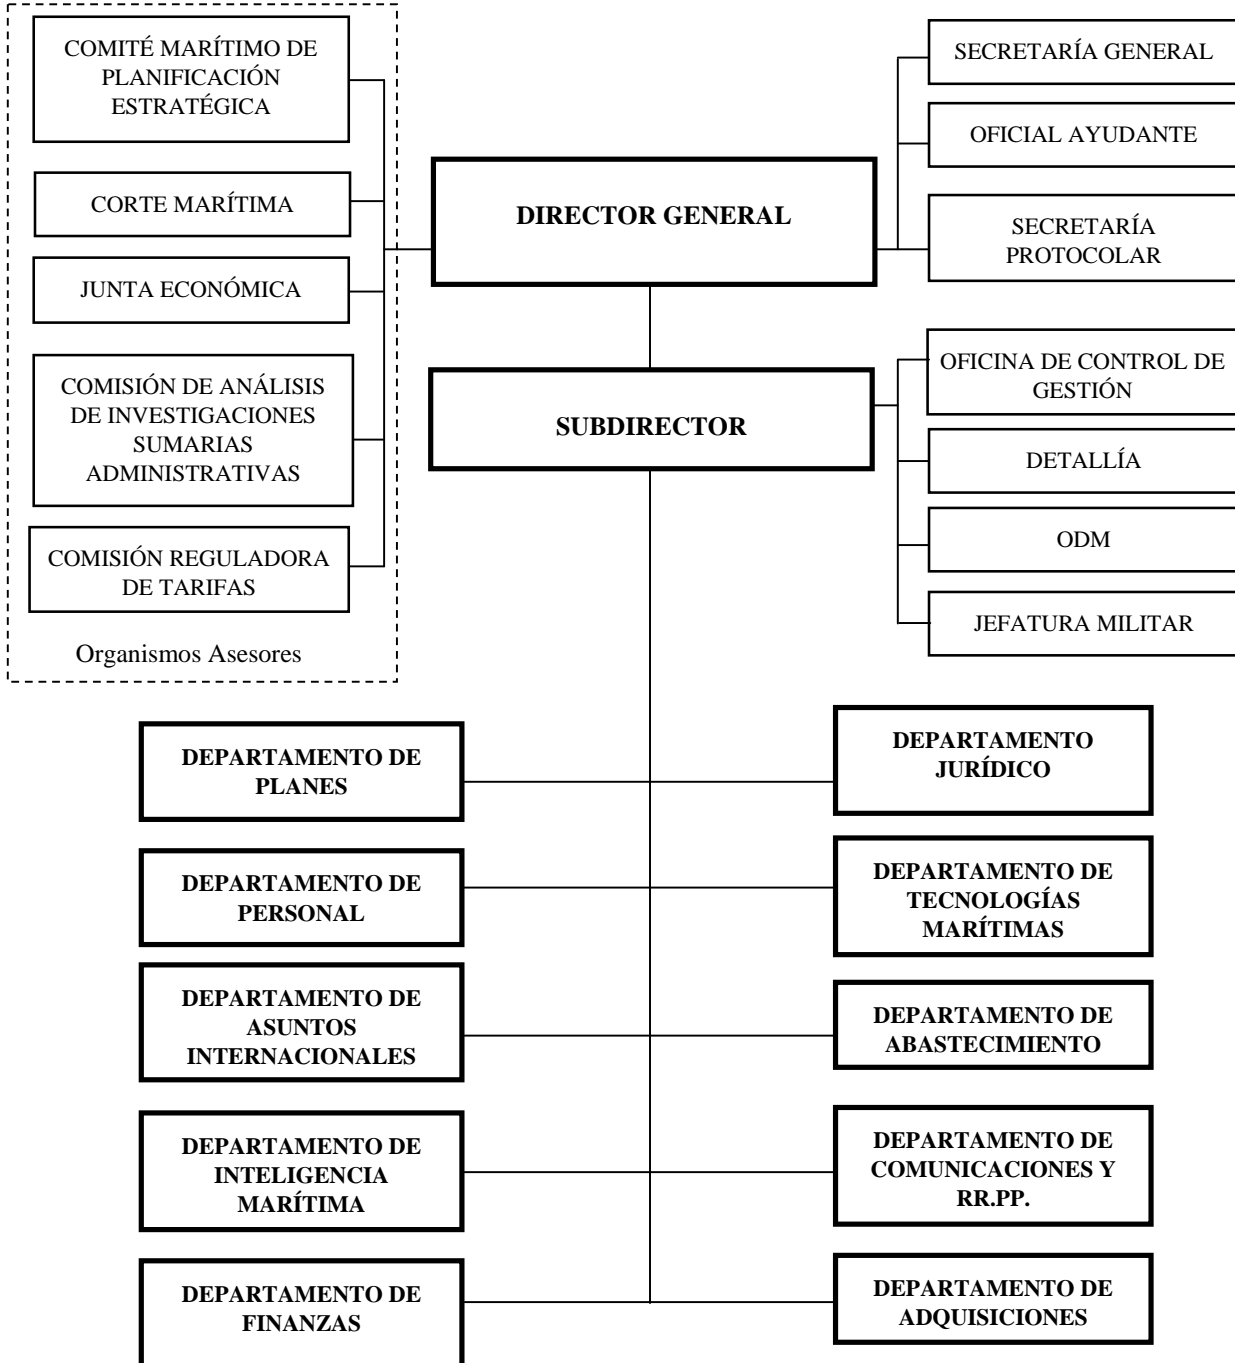 COMITÉ MARÍTIMO DE
PLANIFICACIÓN
ESTRATÉGICA
CORTE MARÍTIMA
JUNTA ECONÓMICA
COMISIÓN DE ANÁLISIS
DE INVESTIGACIONES
SUMARIAS
ADMINISTRATIVAS
COMISIÓN REGULADORA
DE TARIFAS
Organismos Asesores
DIRECTOR GENERAL
SUBDIRECTOR
SECRETARÍA GENERAL
OFICIAL AYUDANTE
SECRETARÍA
PROTOCOLAR
OFICINA DE CONTROL DE
GESTIÓN
DETALLÍA
ODM
JEFATURA MILITAR
DEPARTAMENTO DE
PLANES
DEPARTAMENTO
JURÍDICO
DEPARTAMENTO DE
PERSONAL
DEPARTAMENTO DE
TECNOLOGÍAS
MARÍTIMAS
DEPARTAMENTO DE
ASUNTOS
INTERNACIONALES
DEPARTAMENTO DE
ABASTECIMIENTO
DEPARTAMENTO DE
INTELIGENCIA
MARÍTIMA
DEPARTAMENTO DE
COMUNICACIONES Y
RR.PP.
DEPARTAMENTO DE
FINANZAS
DEPARTAMENTO DE
ADQUISICIONES